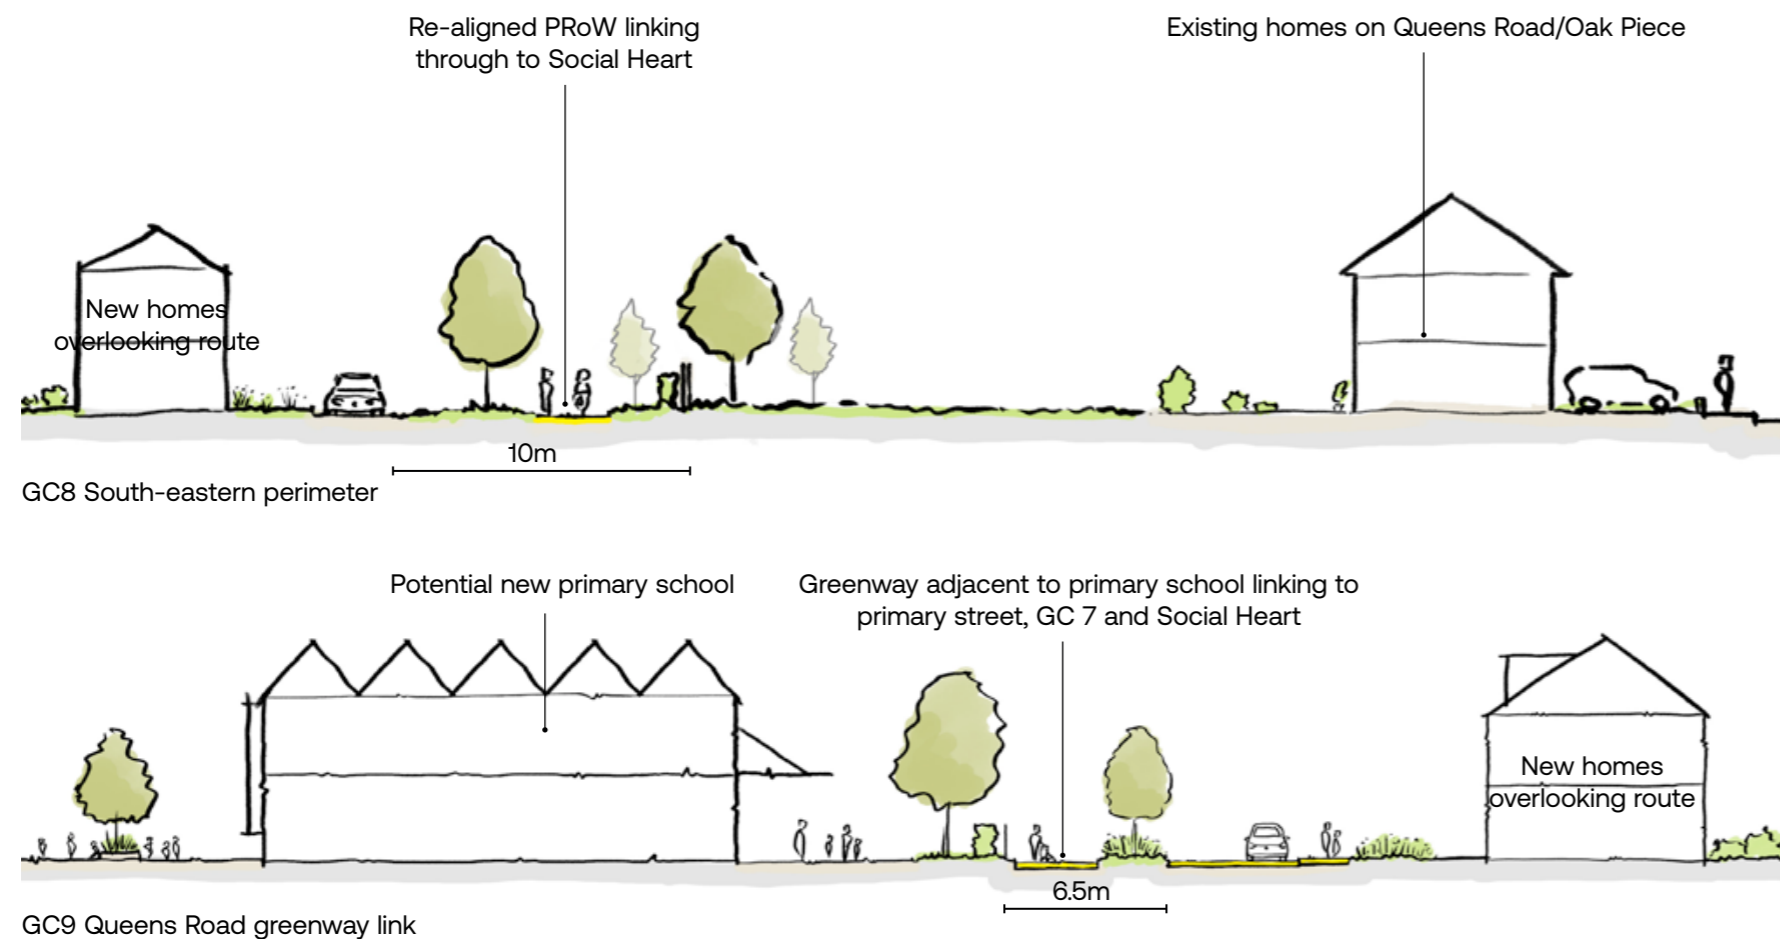 Re-aligned PRoW linking
through to Social Heart
Existing homes on Queens Road/Oak Piece
New homes
overlooking route
10m
GC8 South-eastern perimeter
Potential new primary school
Greenway adjacent to primary school linking to
primary street, GC 7 and Social Heart
New homes
overlooking route
6.5m
GC9 Queens Road greenway link